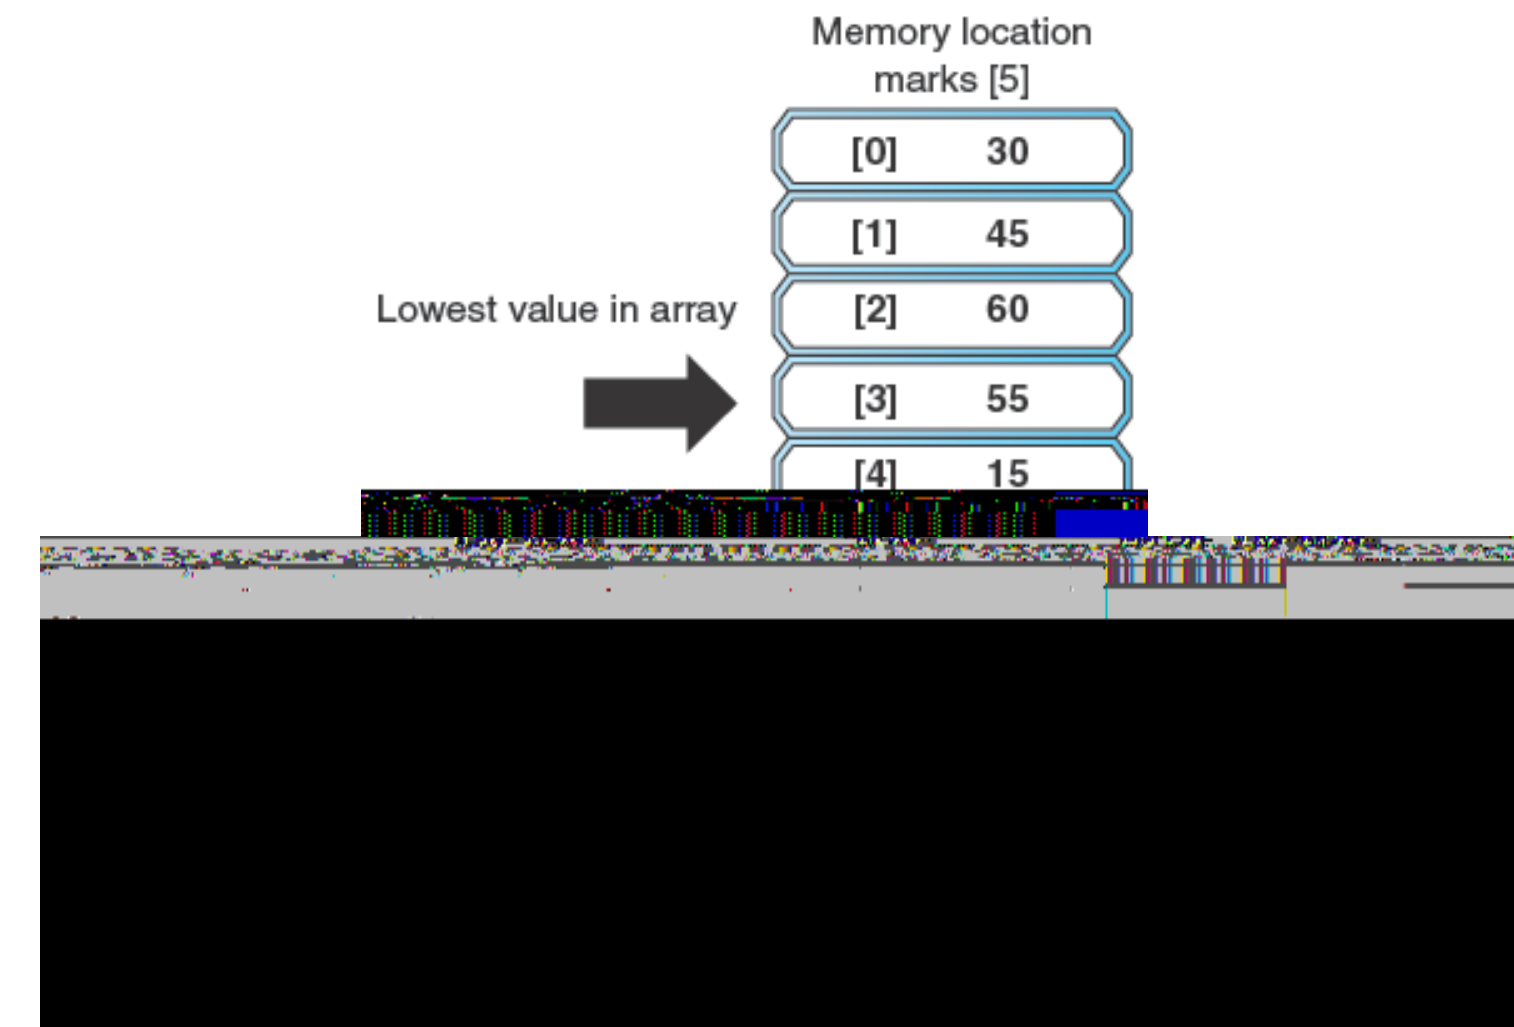 Memory location
marks [5]
[0] 30
[1] 45
Lowest value in array [2] 60
[3] 55
[4] 15